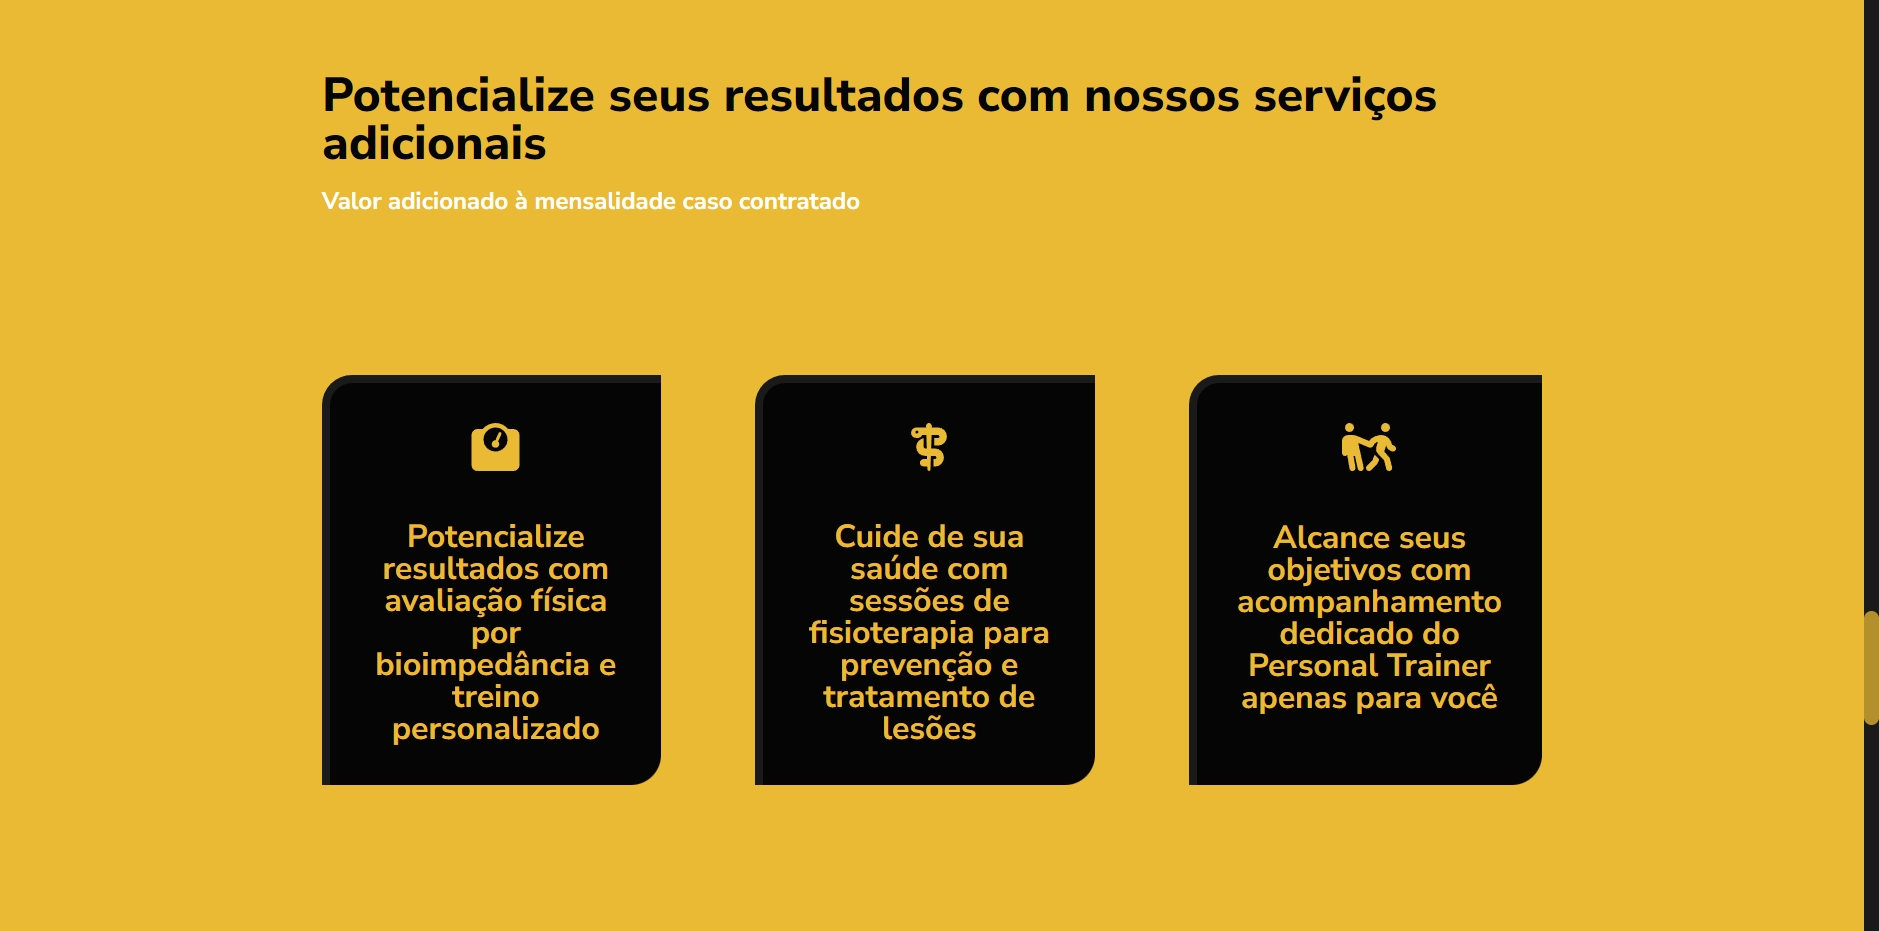 Potencialize seus resultados com nossos serviços
adicionais
Valor adicionado à mensalidade caso contratado
Potencialize
resultados com
avaliação física
por
bioimpedância e
treino
personalizado
Cuide de sua
saúde com
sessões de
fisioterapia para
prevenção e
tratamento de
lesões
Alcance seus
objetivos com
acompanhamento
dedicado do
Personal Trainer
apenas para você